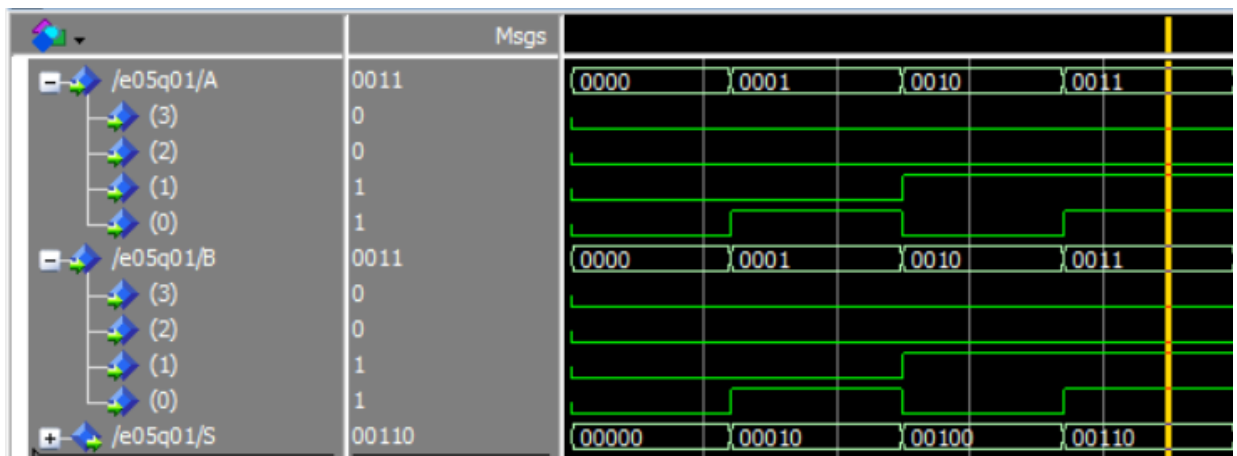 Msgs
/e05q01/A 0011 0000 0001 0010 0011
(3) 0
(2) 0
(1) 1
(0) 1
/e05q01/B 0011 0000 0001 0010 0011
(3) 0
(2) 0
(1) 1
(0) 1
/e05q01/S 00110 00000 00010 00100 00110